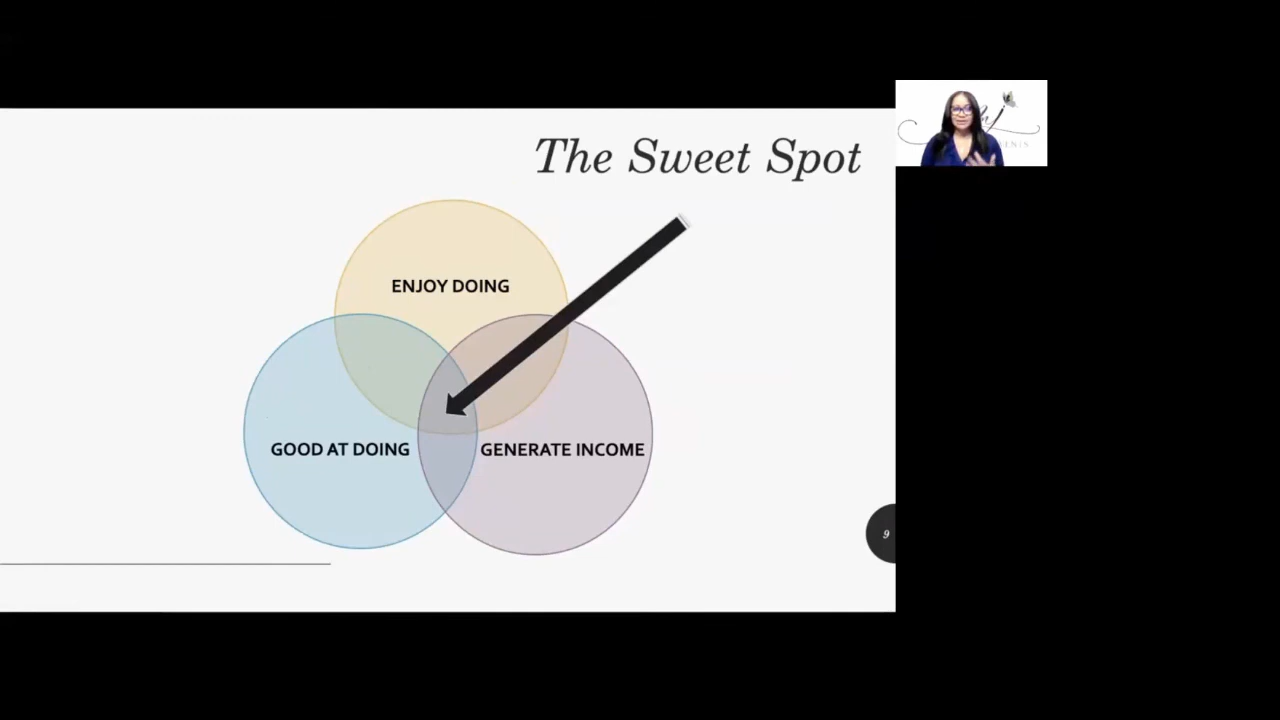 The Sweet Spot
ENJOY DOING
GOOD AT DOING
GENERATE INCOME
9